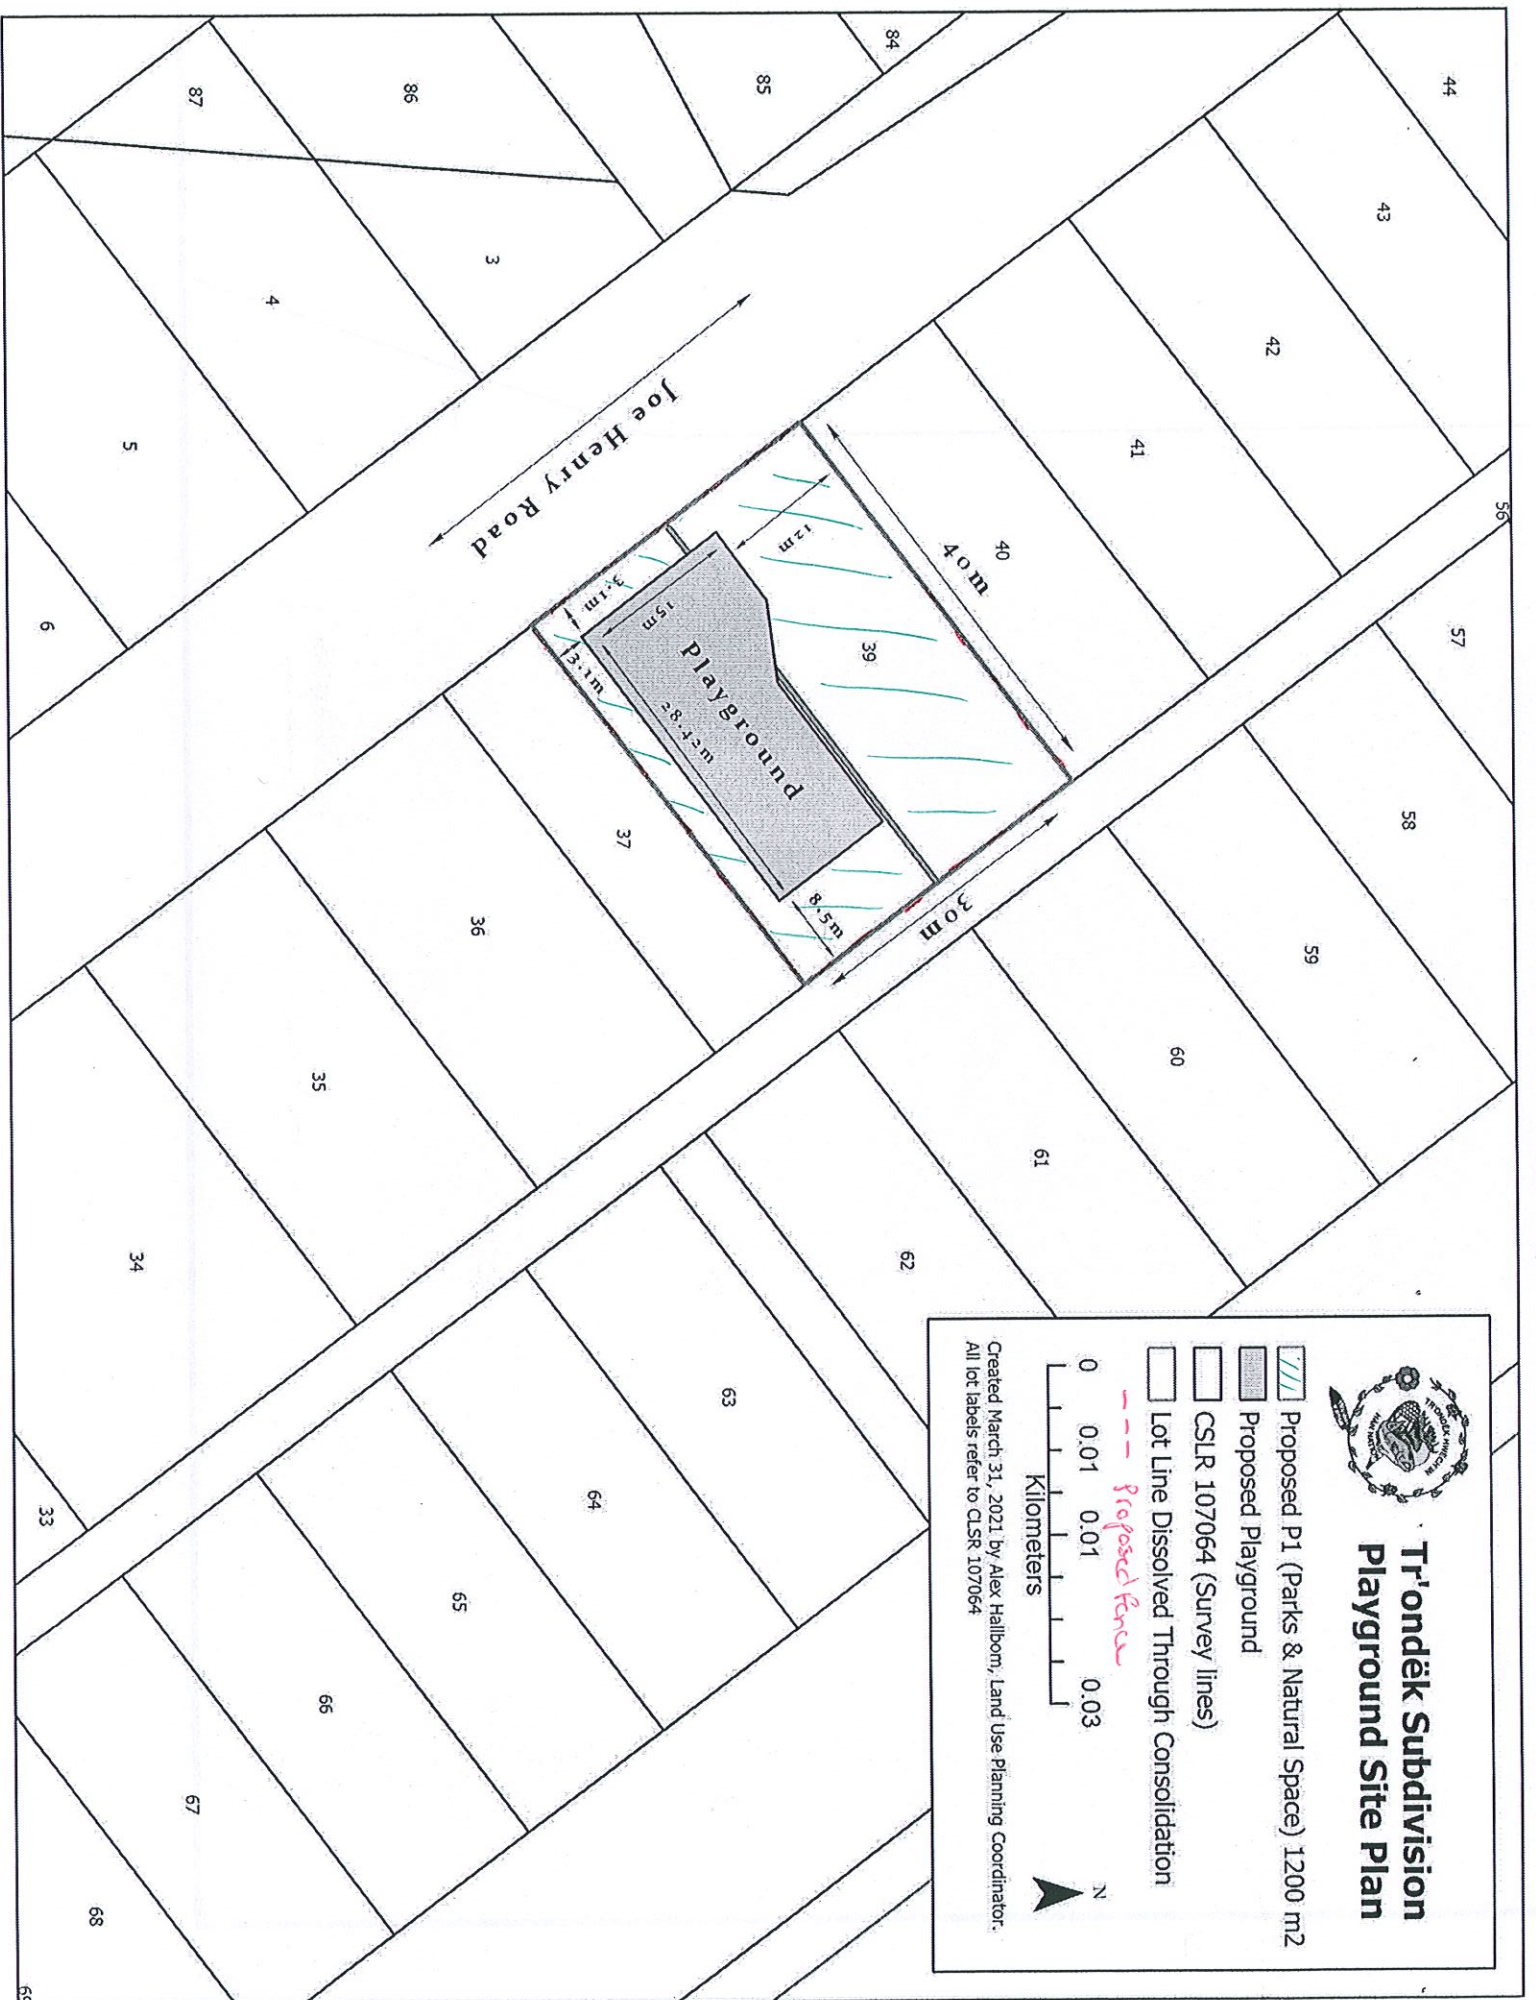 Tr'ondëk Subdivision
Playground Site Plan
TR'ONDËK HWËCH'IN
Proposed P1 (Parks & Natural Space) 1200 m2
Proposed Playground
CSLR 107064 (Survey lines)
Lot Line Dissolved Through Consolidation
--- Proposed fence
0 0.01 0.01 0.03
Kilometers
N
Created March 31, 2021 by Alex Hallbom, Land Use Planning Coordinator.
All lot labels refer to CLSR 107064
44
43
42
41
40
40m
39
12m
Playground
15m
28.42m
3.1m
3.1m
8.5m
30m
Joe Henry Road
84
85
86
87
3
4
5
6
37
36
35
34
33
56
57
58
59
60
61
62
63
64
65
66
67
68